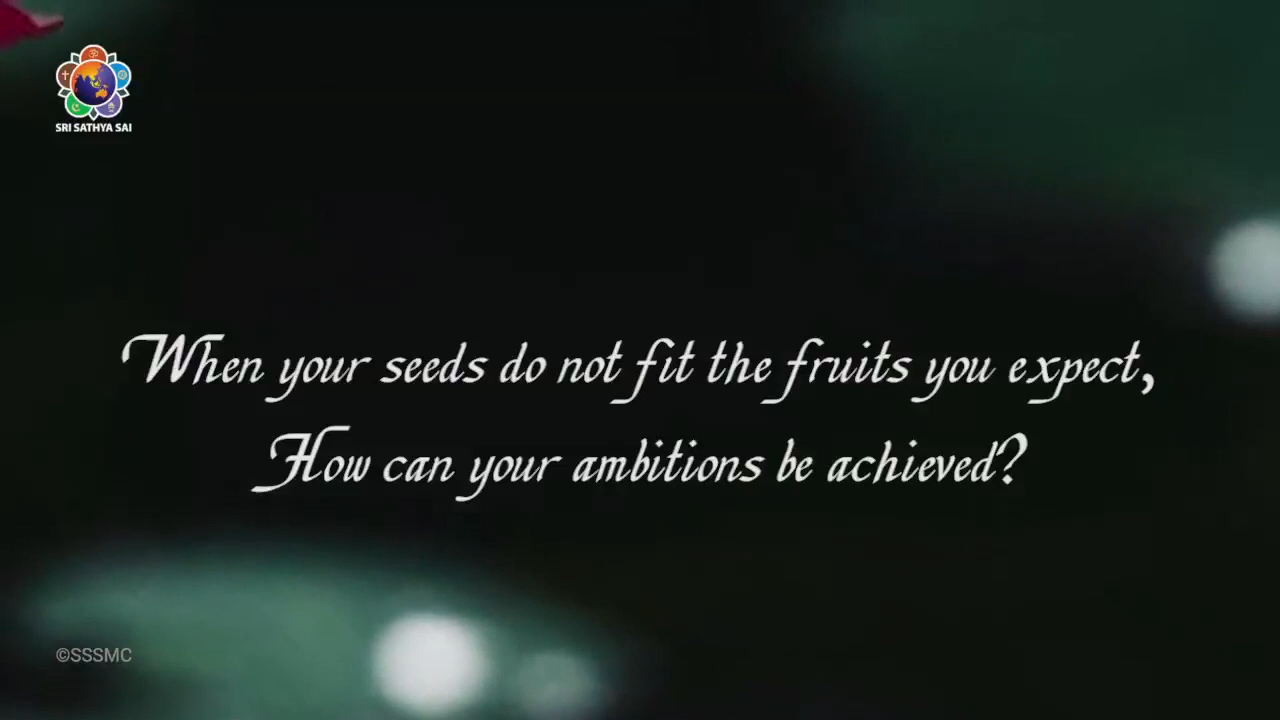 SRI SATHYA SAI
When your seeds do not fit the fruits you expect,
How can your ambitions be achieved?
©SSSMC